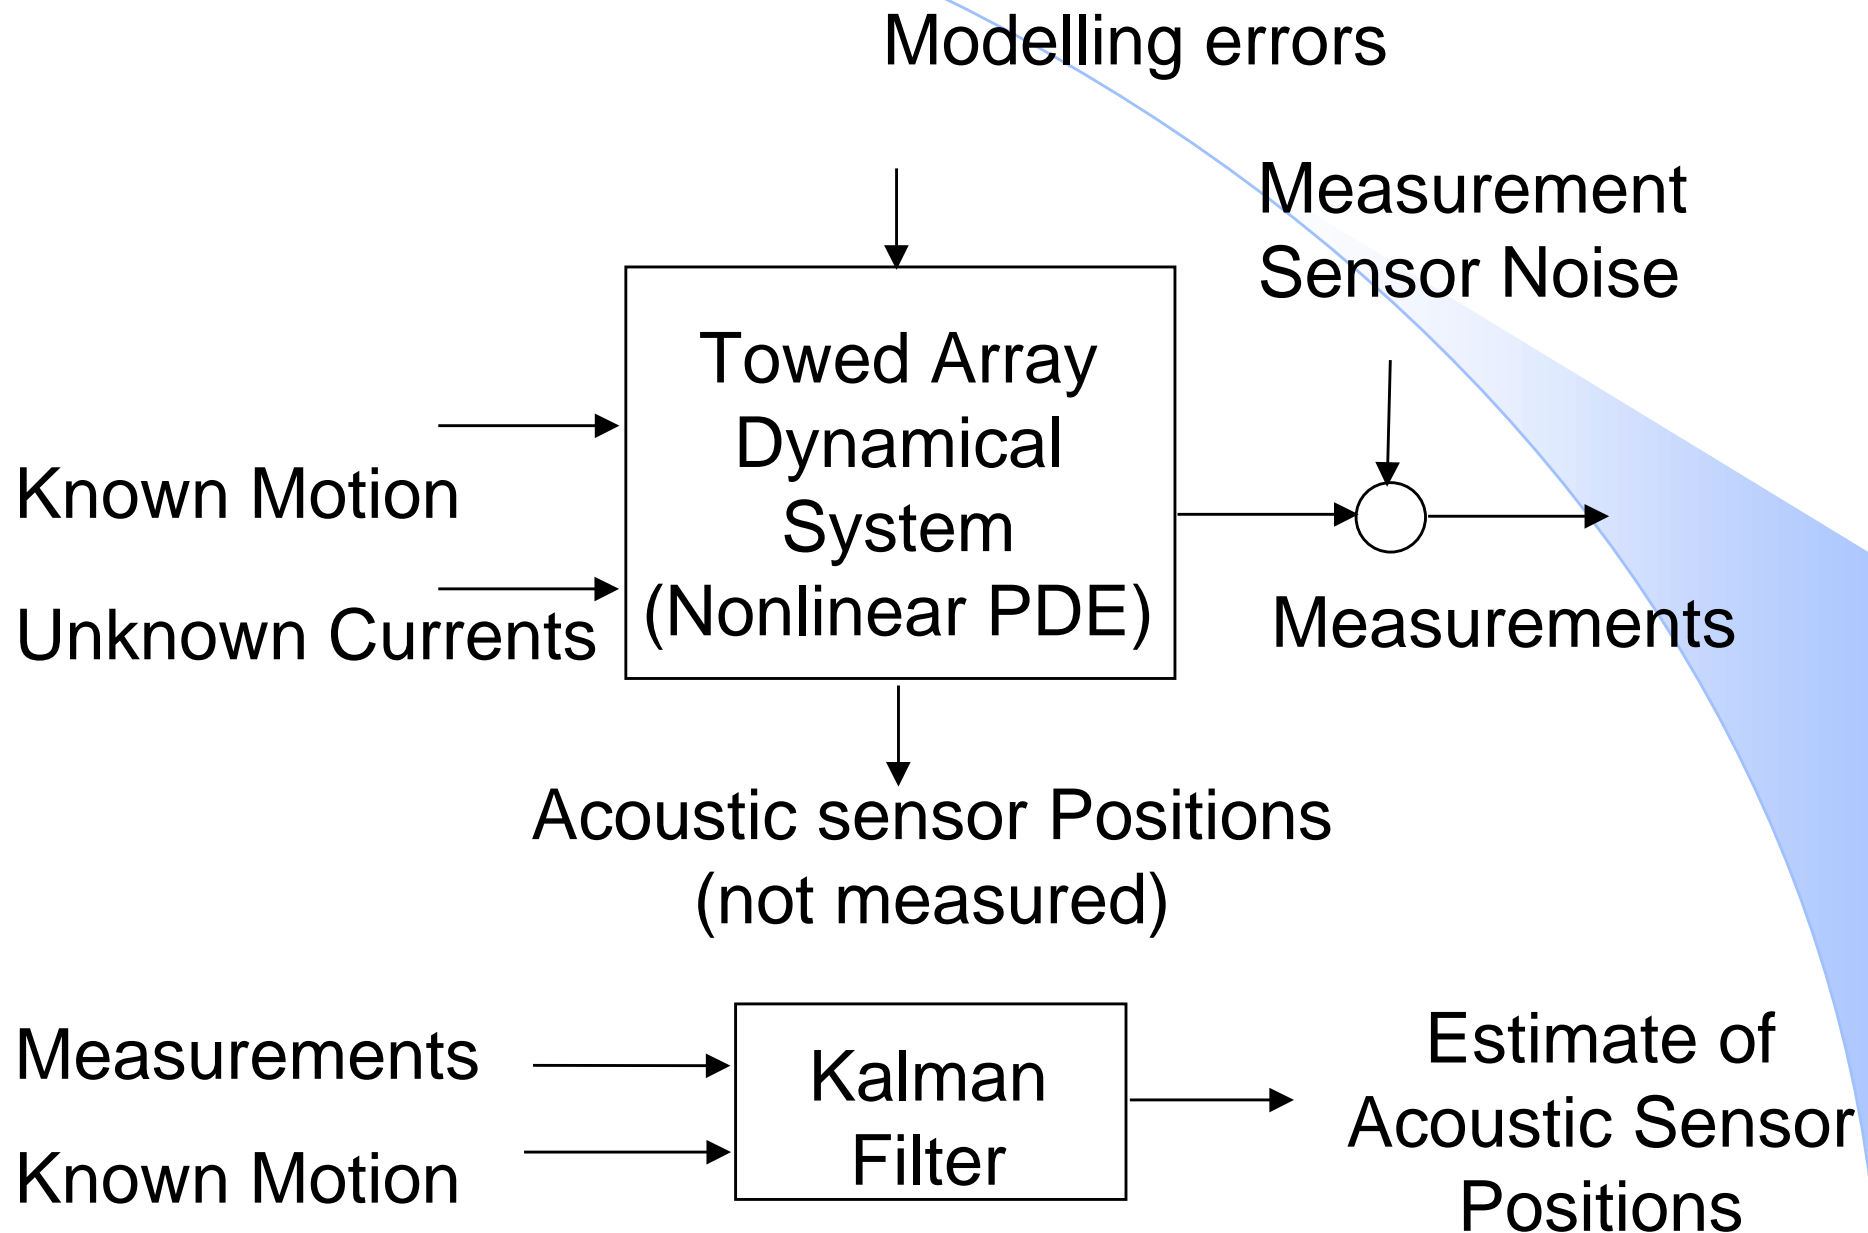 Modelling errors
Measurement
Sensor Noise
Towed Array
Dynamical
System
(Nonlinear PDE)
Known Motion
Unknown Currents
Measurements
Acoustic sensor Positions
(not measured)
Measurements
Known Motion
Kalman
Filter
Estimate of
Acoustic Sensor
Positions